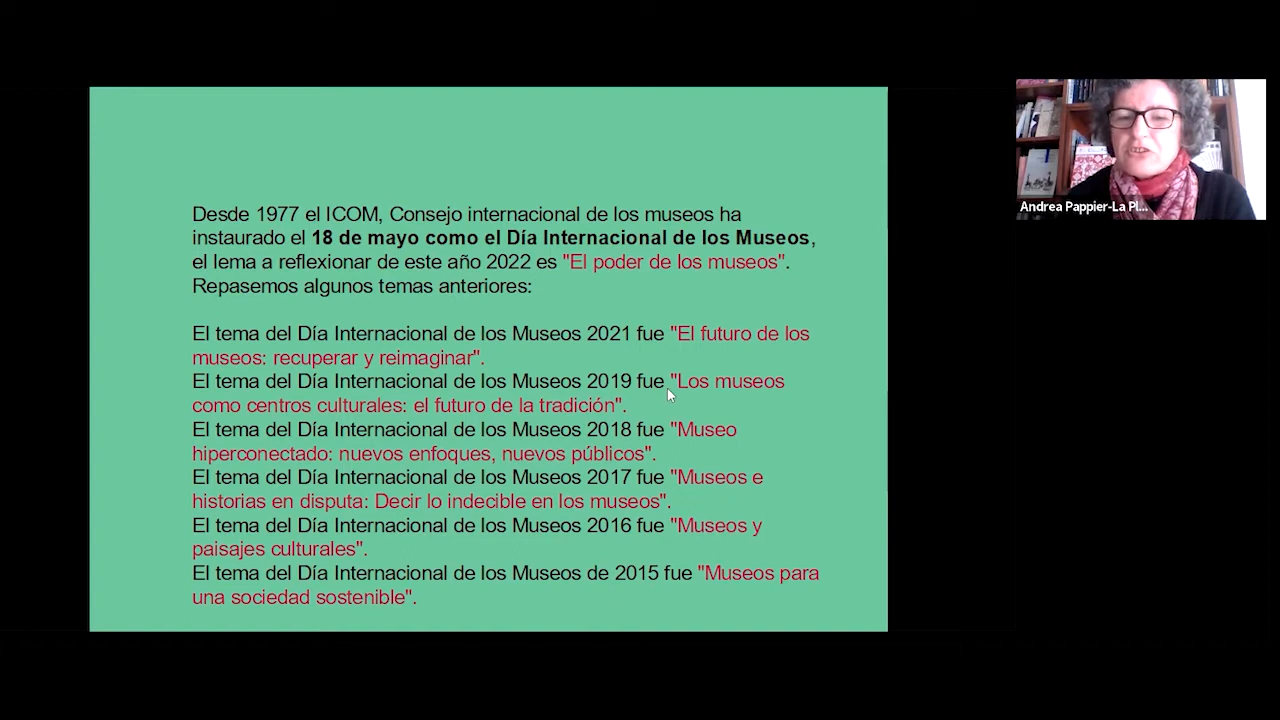 Desde 1977 el ICOM, Consejo internacional de los museos ha
instaurado el 18 de mayo como el Día Internacional de los Museos,
el lema a reflexionar de este año 2022 es "El poder de los museos".
Repasemos algunos temas anteriores:
El tema del Día Internacional de los Museos 2021 fue "El futuro de los
museos: recuperar y reimaginar".
El tema del Día Internacional de los Museos 2019 fue "Los museos
como centros culturales: el futuro de la tradición".
El tema del Día Internacional de los Museos 2018 fue "Museo
hiperconectado: nuevos enfoques, nuevos públicos".
El tema del Día Internacional de los Museos 2017 fue "Museos e
historias en disputa: Decir lo indecible en los museos".
El tema del Día Internacional de los Museos 2016 fue "Museos y
paisajes culturales".
El tema del Día Internacional de los Museos de 2015 fue "Museos para
una sociedad sostenible".
Andrea Pappier-La Pl...